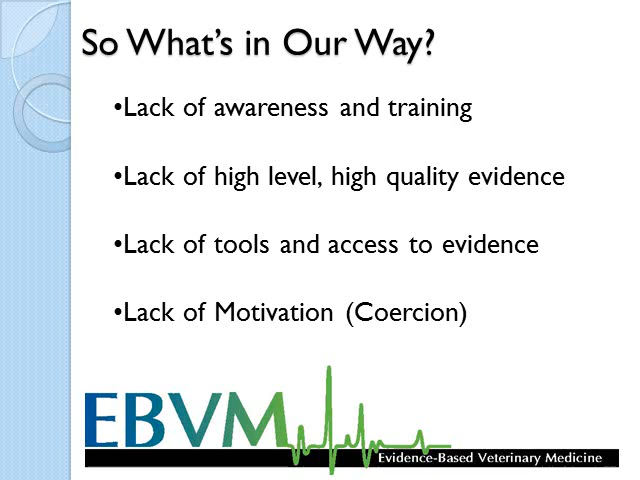 So What's in Our Way?
•Lack of awareness and training
•Lack of high level, high quality evidence
•Lack of tools and access to evidence
•Lack of Motivation (Coercion)
EBVM
Evidence-Based Veterinary Medicine